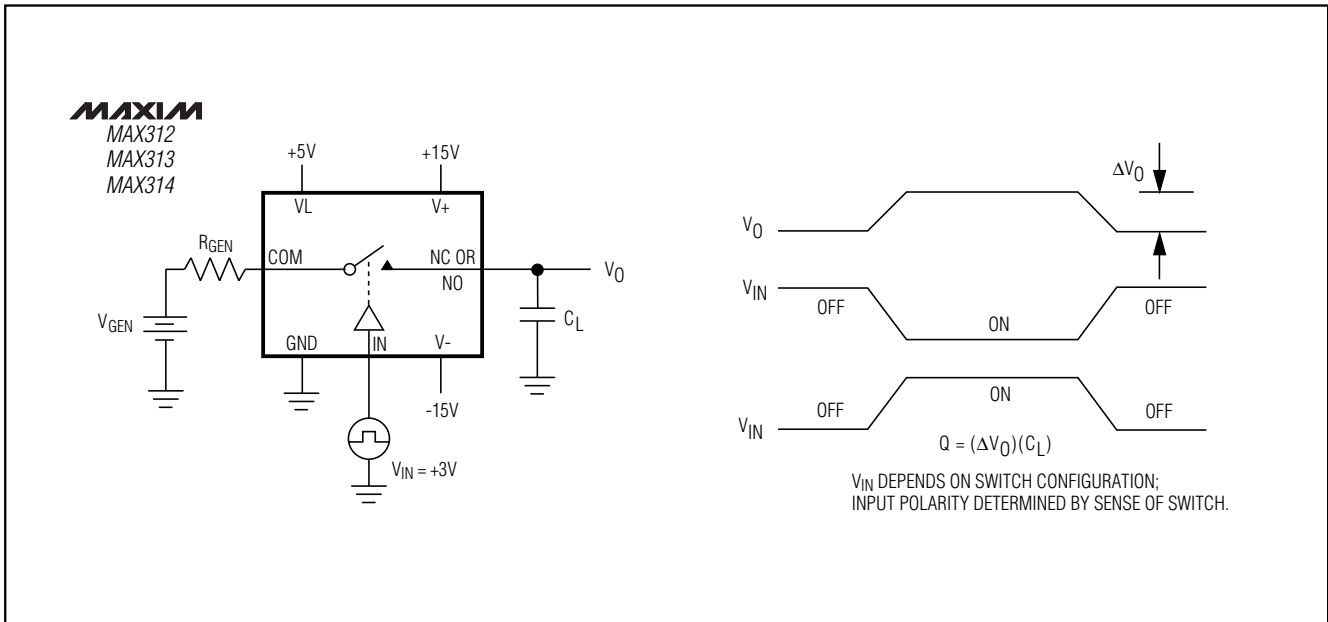 MAXIM
MAX312
MAX313
MAX314
+5V
+15V
VL
V+
RGEN
COM
NC OR
NO
VO
VGEN
CL
GND
IN
V-
-15V
VIN = +3V
ΔVO
VO
VIN
OFF
ON
OFF
VIN
OFF
ON
OFF
Q = (ΔVO)(CL)
VIN DEPENDS ON SWITCH CONFIGURATION;
INPUT POLARITY DETERMINED BY SENSE OF SWITCH.